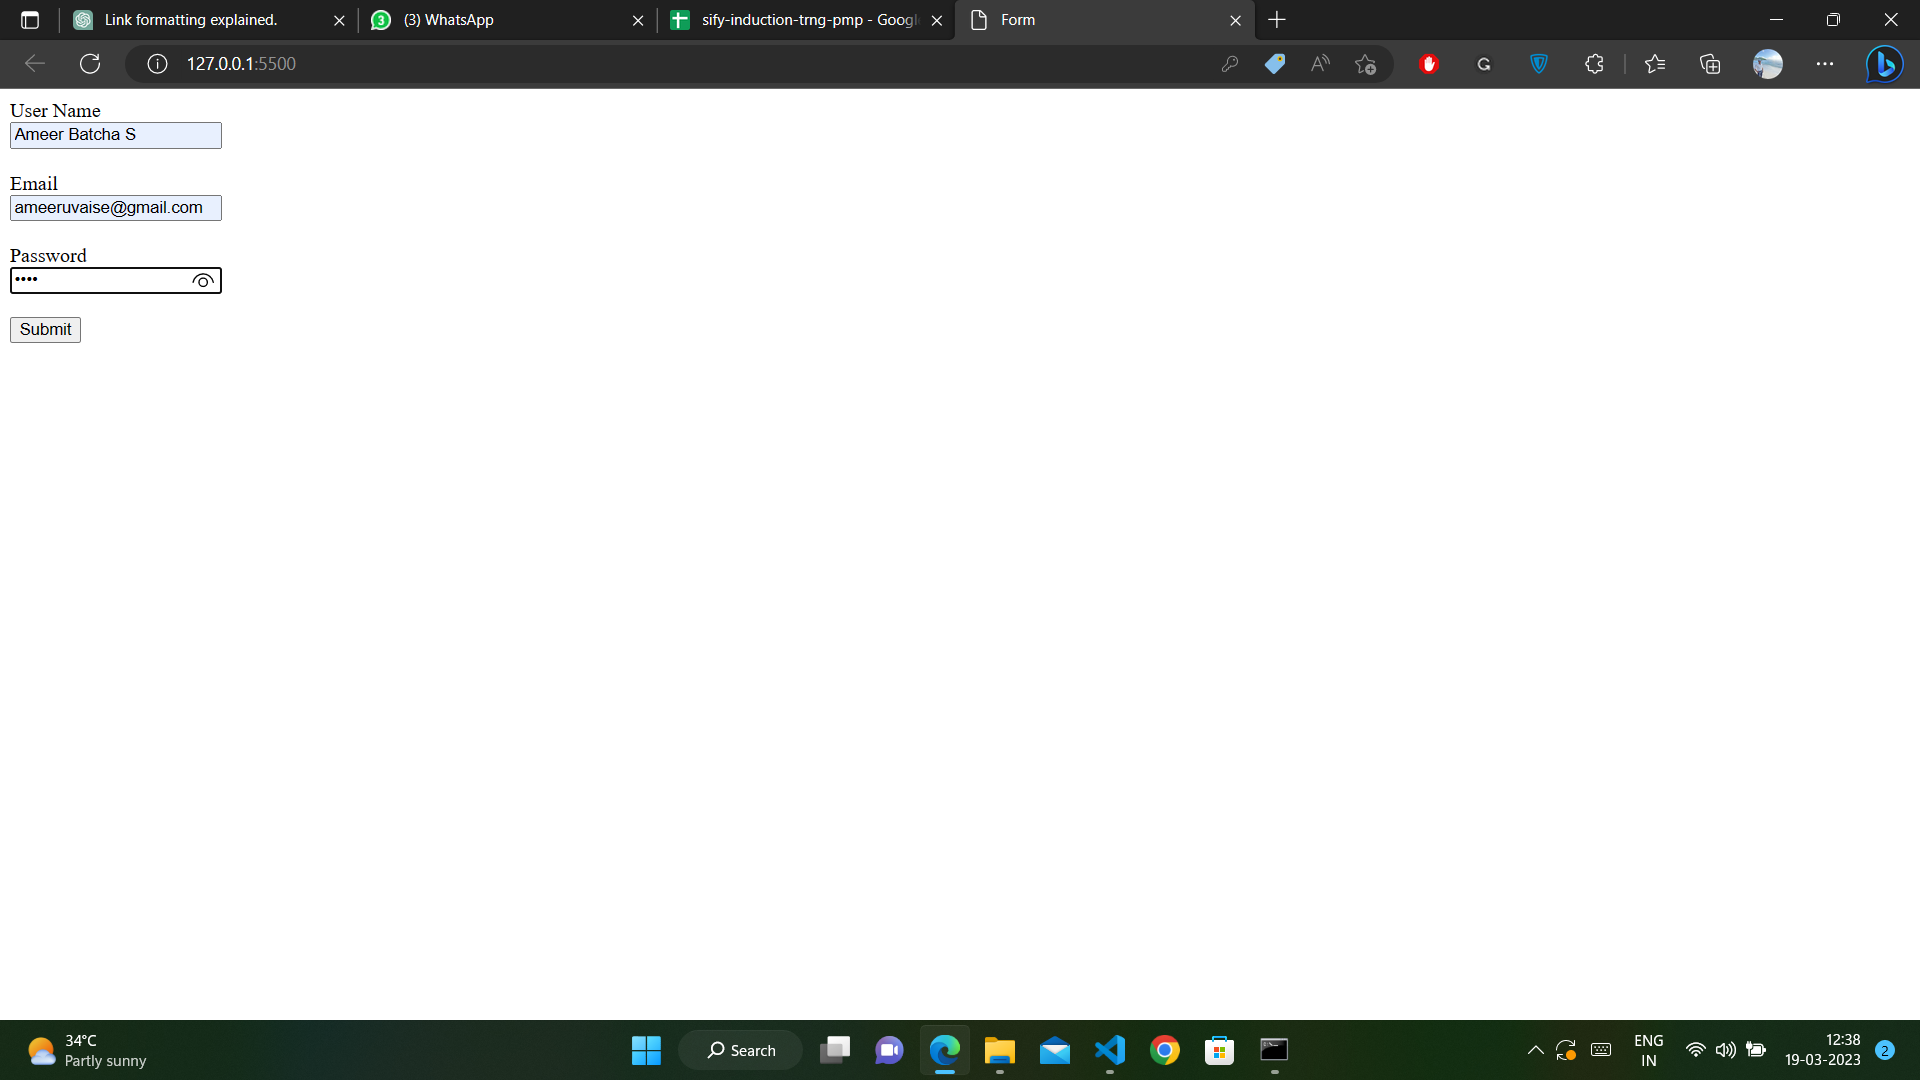 Link formatting explained.
3 (3) WhatsApp
sify-induction-trng-pmp - Googl
Form
127.0.0.1:5500
User Name
Ameer Batcha S
Email
ameeruvaise@gmail.com
Password
••••
Submit
34°C
Partly sunny
Search
ENG
IN
12:38
19-03-2023
2